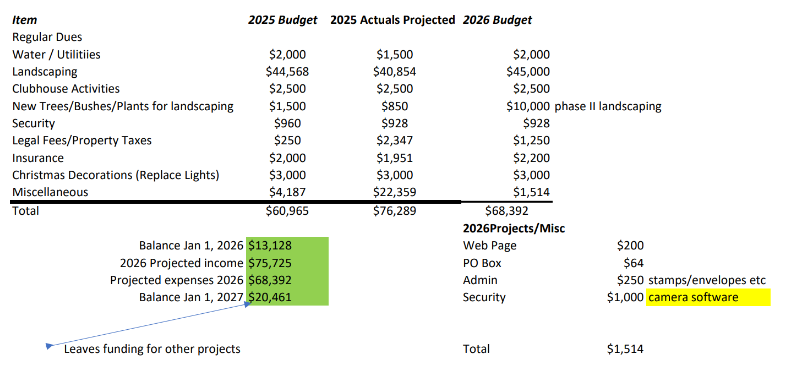 Item 2025 Budget 2025 Actuals Projected 2026 Budget
Regular Dues
Water / Utilitiies $2,000 $1,500 $2,000
Landscaping $44,568 $40,854 $45,000
Clubhouse Activities $2,500 $2,500 $2,500
New Trees/Bushes/Plants for landscaping $1,500 $850 $10,000 phase II landscaping
Security $960 $928 $928
Legal Fees/Property Taxes $250 $2,347 $1,250
Insurance $2,000 $1,951 $2,200
Christmas Decorations (Replace Lights) $3,000 $3,000 $3,000
Miscellaneous $4,187 $22,359 $1,514
Total $60,965 $76,289 $68,392
2026Projects/Misc
Balance Jan 1, 2026 $13,128 Web Page $200
2026 Projected income $75,725 PO Box $64
Projected expenses 2026 $68,392 Admin $250 stamps/envelopes etc
Balance Jan 1, 2027 $20,461 Security $1,000 camera software
Leaves funding for other projects Total $1,514